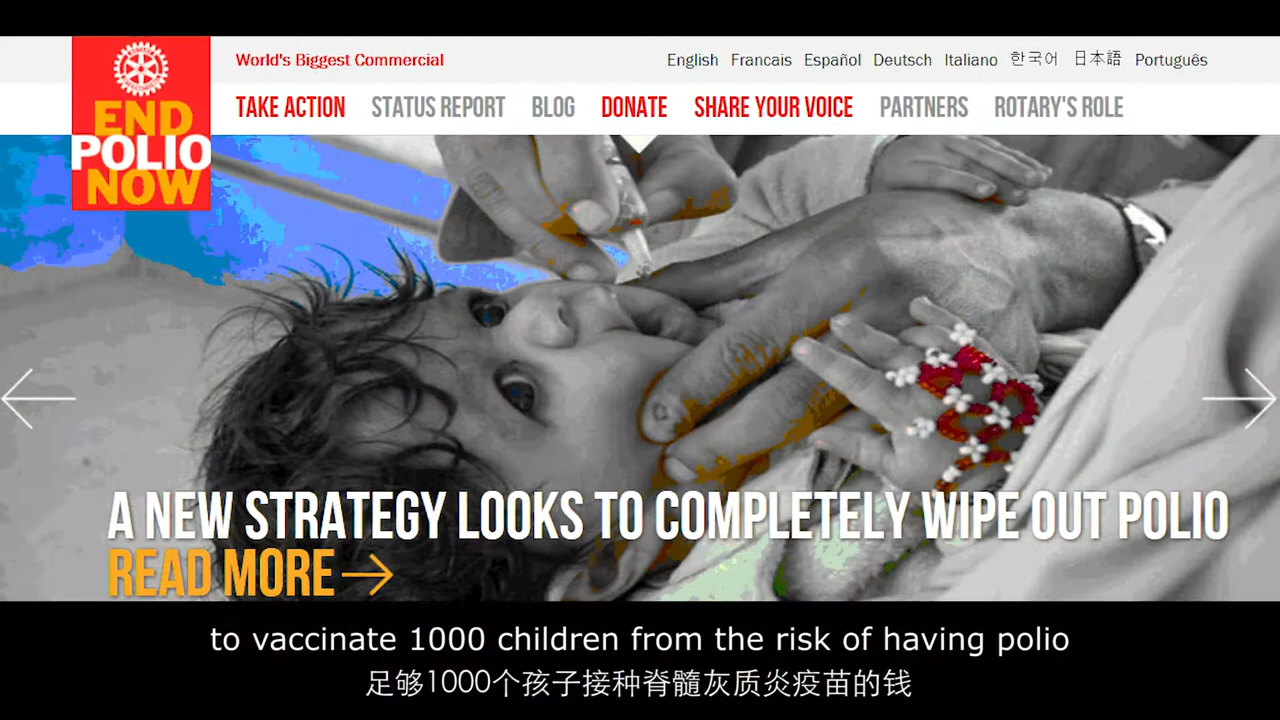 World's Biggest Commercial
English Francais Español Deutsch Italiano 한국어 日本語 Português
END
POLIO
NOW
TAKE ACTION STATUS REPORT BLOG DONATE SHARE YOUR VOICE PARTNERS ROTARY'S ROLE
A NEW STRATEGY LOOKS TO COMPLETELY WIPE OUT POLIO
READ MORE
to vaccinate 1000 children from the risk of having polio
足够1000个孩子接种脊髓灰质炎疫苗的钱